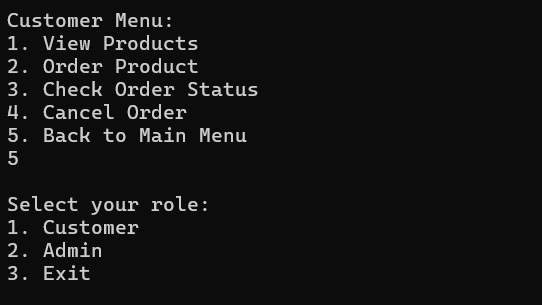 Customer Menu:
1. View Products
2. Order Product
3. Check Order Status
4. Cancel Order
5. Back to Main Menu
5
Select your role:
1. Customer
2. Admin
3. Exit